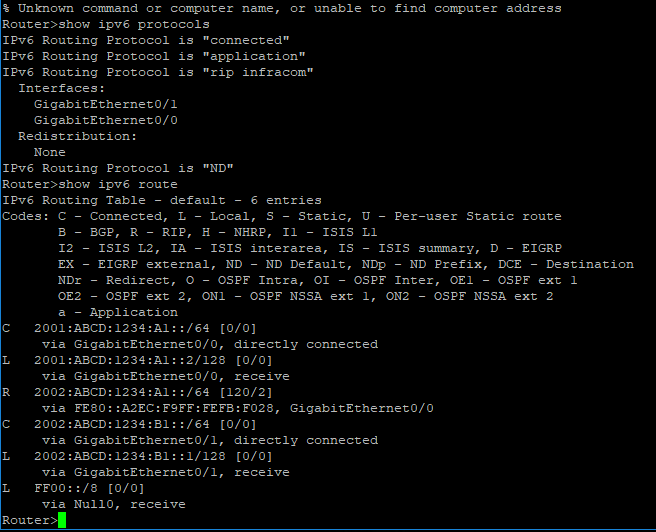 % Unknown command or computer name, or unable to find computer address
Router>show ipv6 protocols
IPv6 Routing Protocol is "connected"
IPv6 Routing Protocol is "application"
IPv6 Routing Protocol is "rip infracom"
  Interfaces:
    GigabitEthernet0/1
    GigabitEthernet0/0
  Redistribution:
    None
IPv6 Routing Protocol is "ND"
Router>show ipv6 route
IPv6 Routing Table - default - 6 entries
Codes: C - Connected, L - Local, S - Static, U - Per-user Static route
       B - BGP, R - RIP, H - NHRP, I1 - ISIS L1
       I2 - ISIS L2, IA - ISIS interarea, IS - ISIS summary, D - EIGRP
       EX - EIGRP external, ND - ND Default, NDp - ND Prefix, DCE - Destination
       NDr - Redirect, O - OSPF Intra, OI - OSPF Inter, OE1 - OSPF ext 1
       OE2 - OSPF ext 2, ON1 - OSPF NSSA ext 1, ON2 - OSPF NSSA ext 2
       a - Application
C   2001:ABCD:1234:A1::/64 [0/0]
     via GigabitEthernet0/0, directly connected
L   2001:ABCD:1234:A1::2/128 [0/0]
     via GigabitEthernet0/0, receive
R   2002:ABCD:1234:A1::/64 [120/2]
     via FE80::A2EC:F9FF:FEFB:F028, GigabitEthernet0/0
C   2002:ABCD:1234:B1::/64 [0/0]
     via GigabitEthernet0/1, directly connected
L   2002:ABCD:1234:B1::1/128 [0/0]
     via GigabitEthernet0/1, receive
L   FF00::/8 [0/0]
     via Null0, receive
Router>